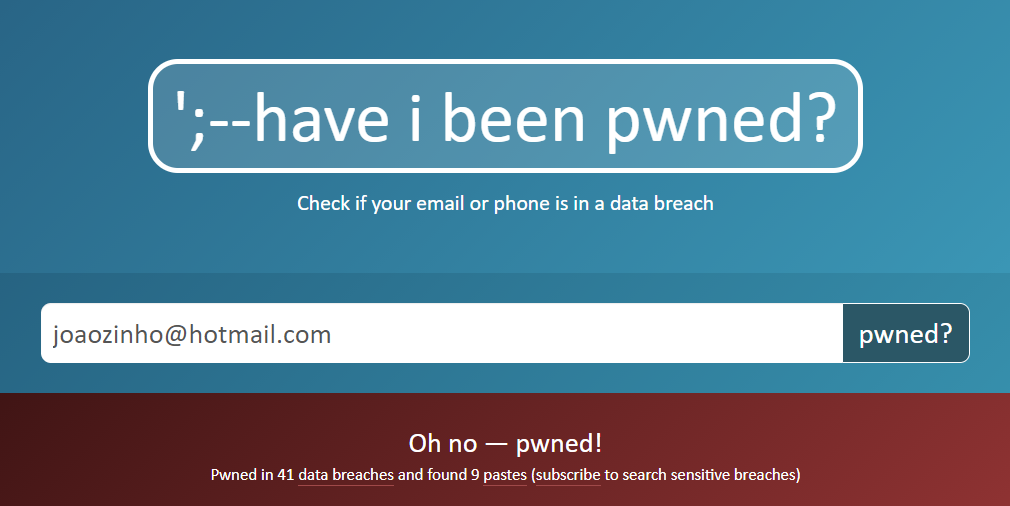 ';--have i been pwned?
Check if your email or phone is in a data breach
joaozinho@hotmail.com
pwned?
Oh no — pwned!
Pwned in 41 data breaches and found 9 pastes (subscribe to search sensitive breaches)